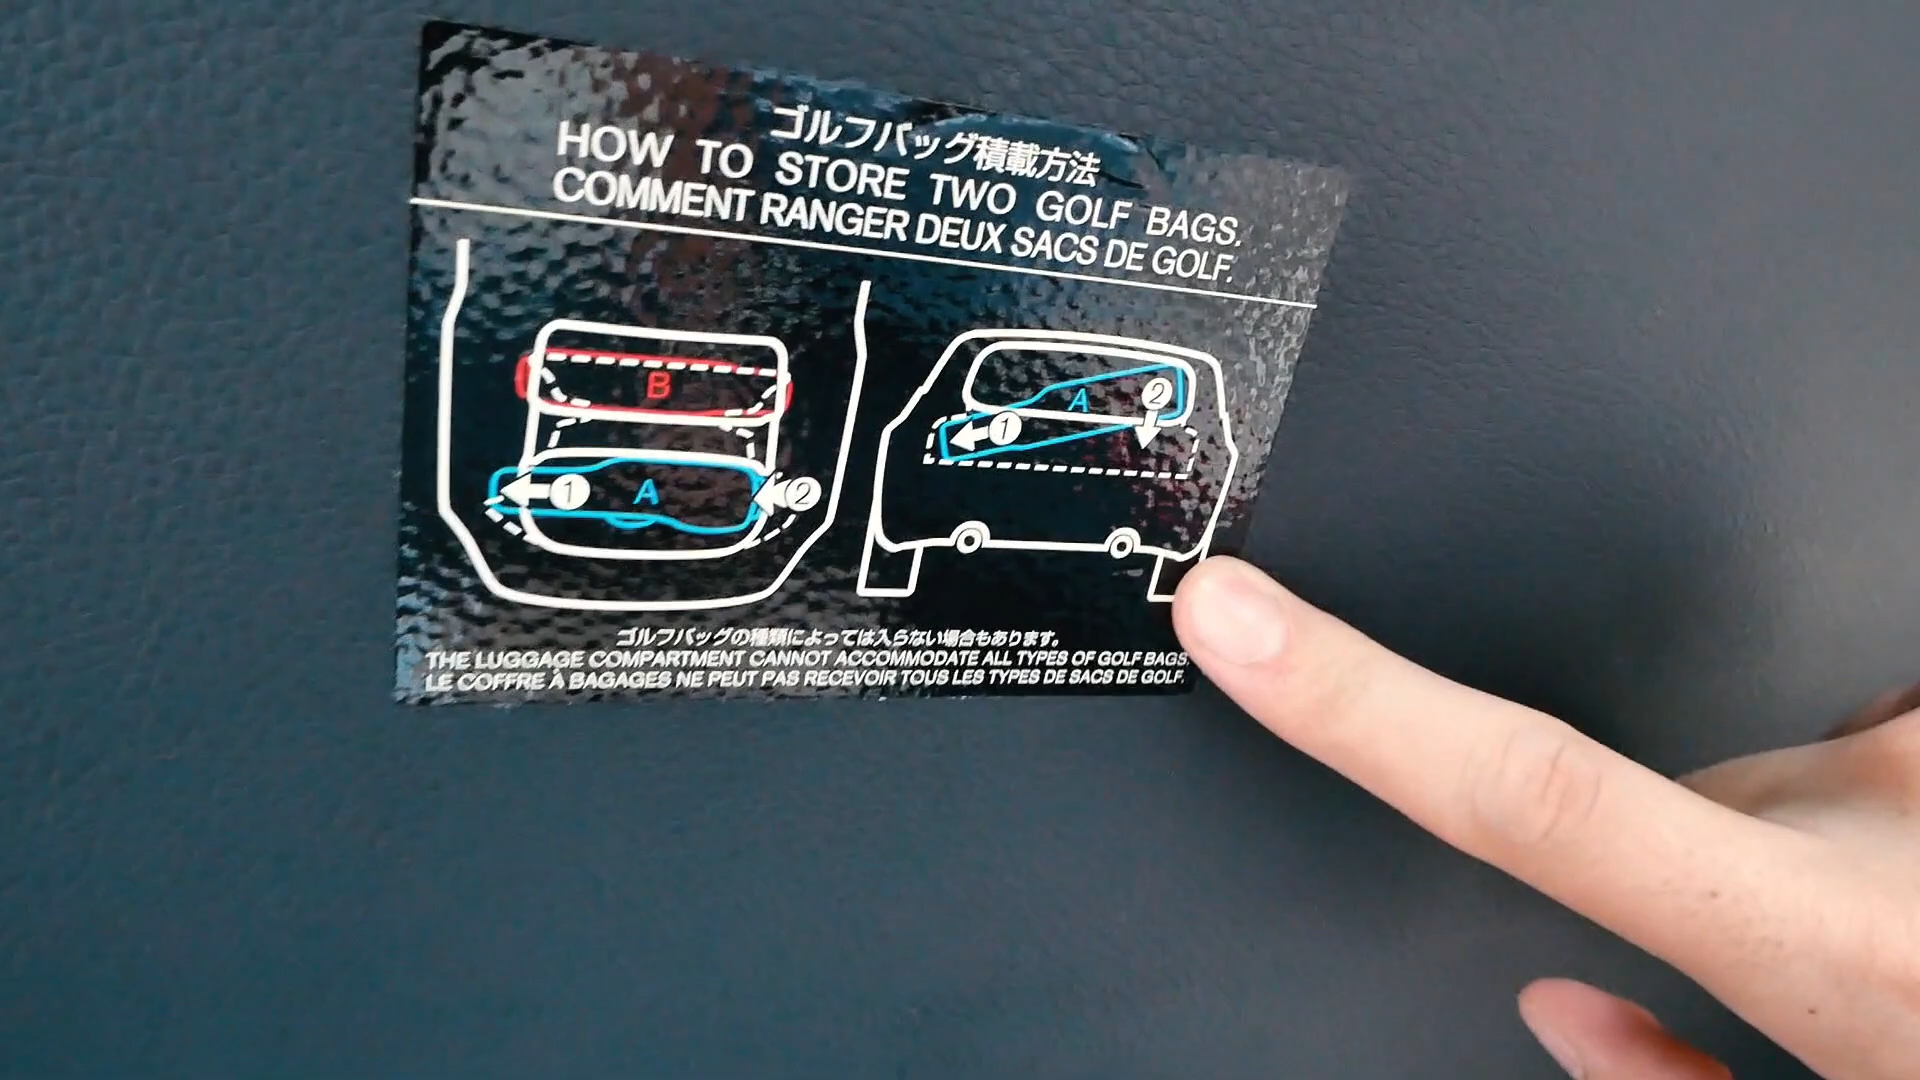 ゴルフバッグ積載方法
HOW TO STORE TWO GOLF BAGS.
COMMENT RANGER DEUX SACS DE GOLF.
B
1 A 2
A 2
1
ゴルフバッグの種類によっては入らない場合もあります。
THE LUGGAGE COMPARTMENT CANNOT ACCOMMODATE ALL TYPES OF GOLF BAGS.
LE COFFRE À BAGAGES NE PEUT PAS RECEVOIR TOUS LES TYPES DE SACS DE GOLF.